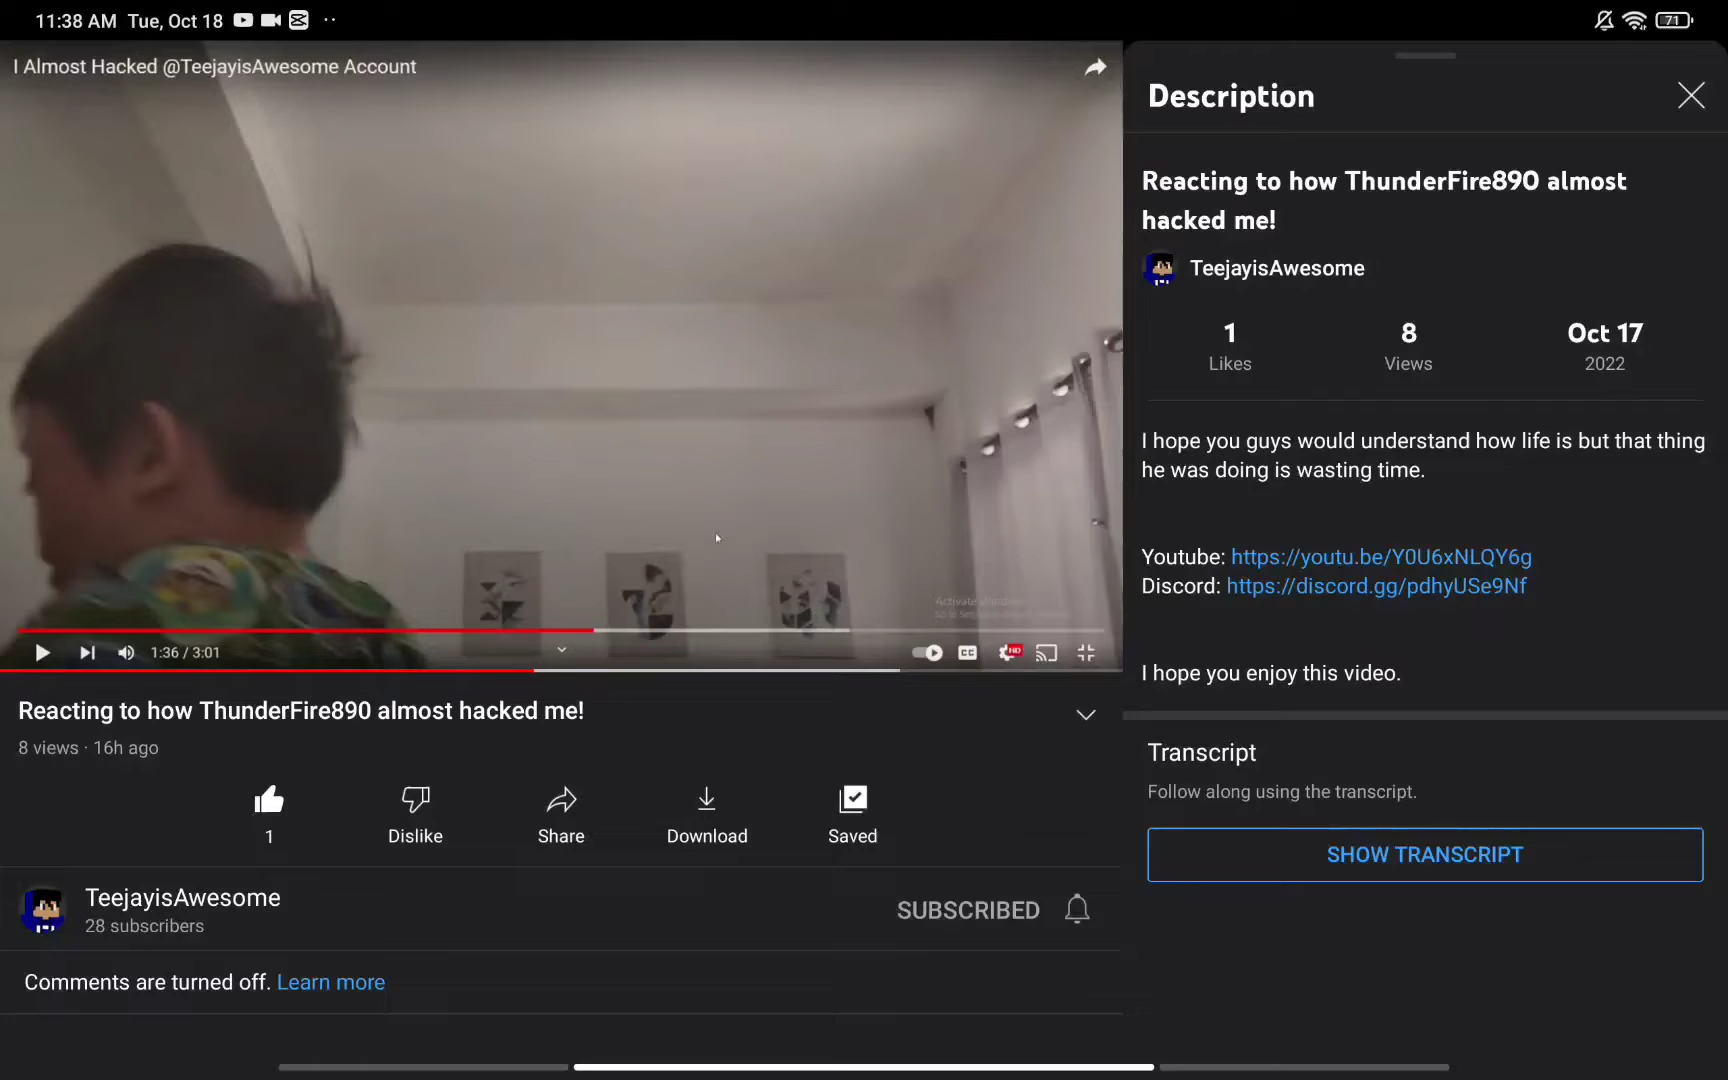 11:38 AM Tue, Oct 18
71
I Almost Hacked @TeejayisAwesome Account
1:36 / 3:01
CC
HD
Reacting to how ThunderFire890 almost hacked me!
8 views · 16h ago
1
Dislike
Share
Download
Saved
TeejayisAwesome
28 subscribers
SUBSCRIBED
Comments are turned off. Learn more
Description
Reacting to how ThunderFire890 almost
hacked me!
TeejayisAwesome
1
Likes
8
Views
Oct 17
2022
I hope you guys would understand how life is but that thing
he was doing is wasting time.
Youtube: https://youtu.be/Y0U6xNLQY6g
Discord: https://discord.gg/pdhyUSe9Nf
I hope you enjoy this video.
Transcript
Follow along using the transcript.
SHOW TRANSCRIPT